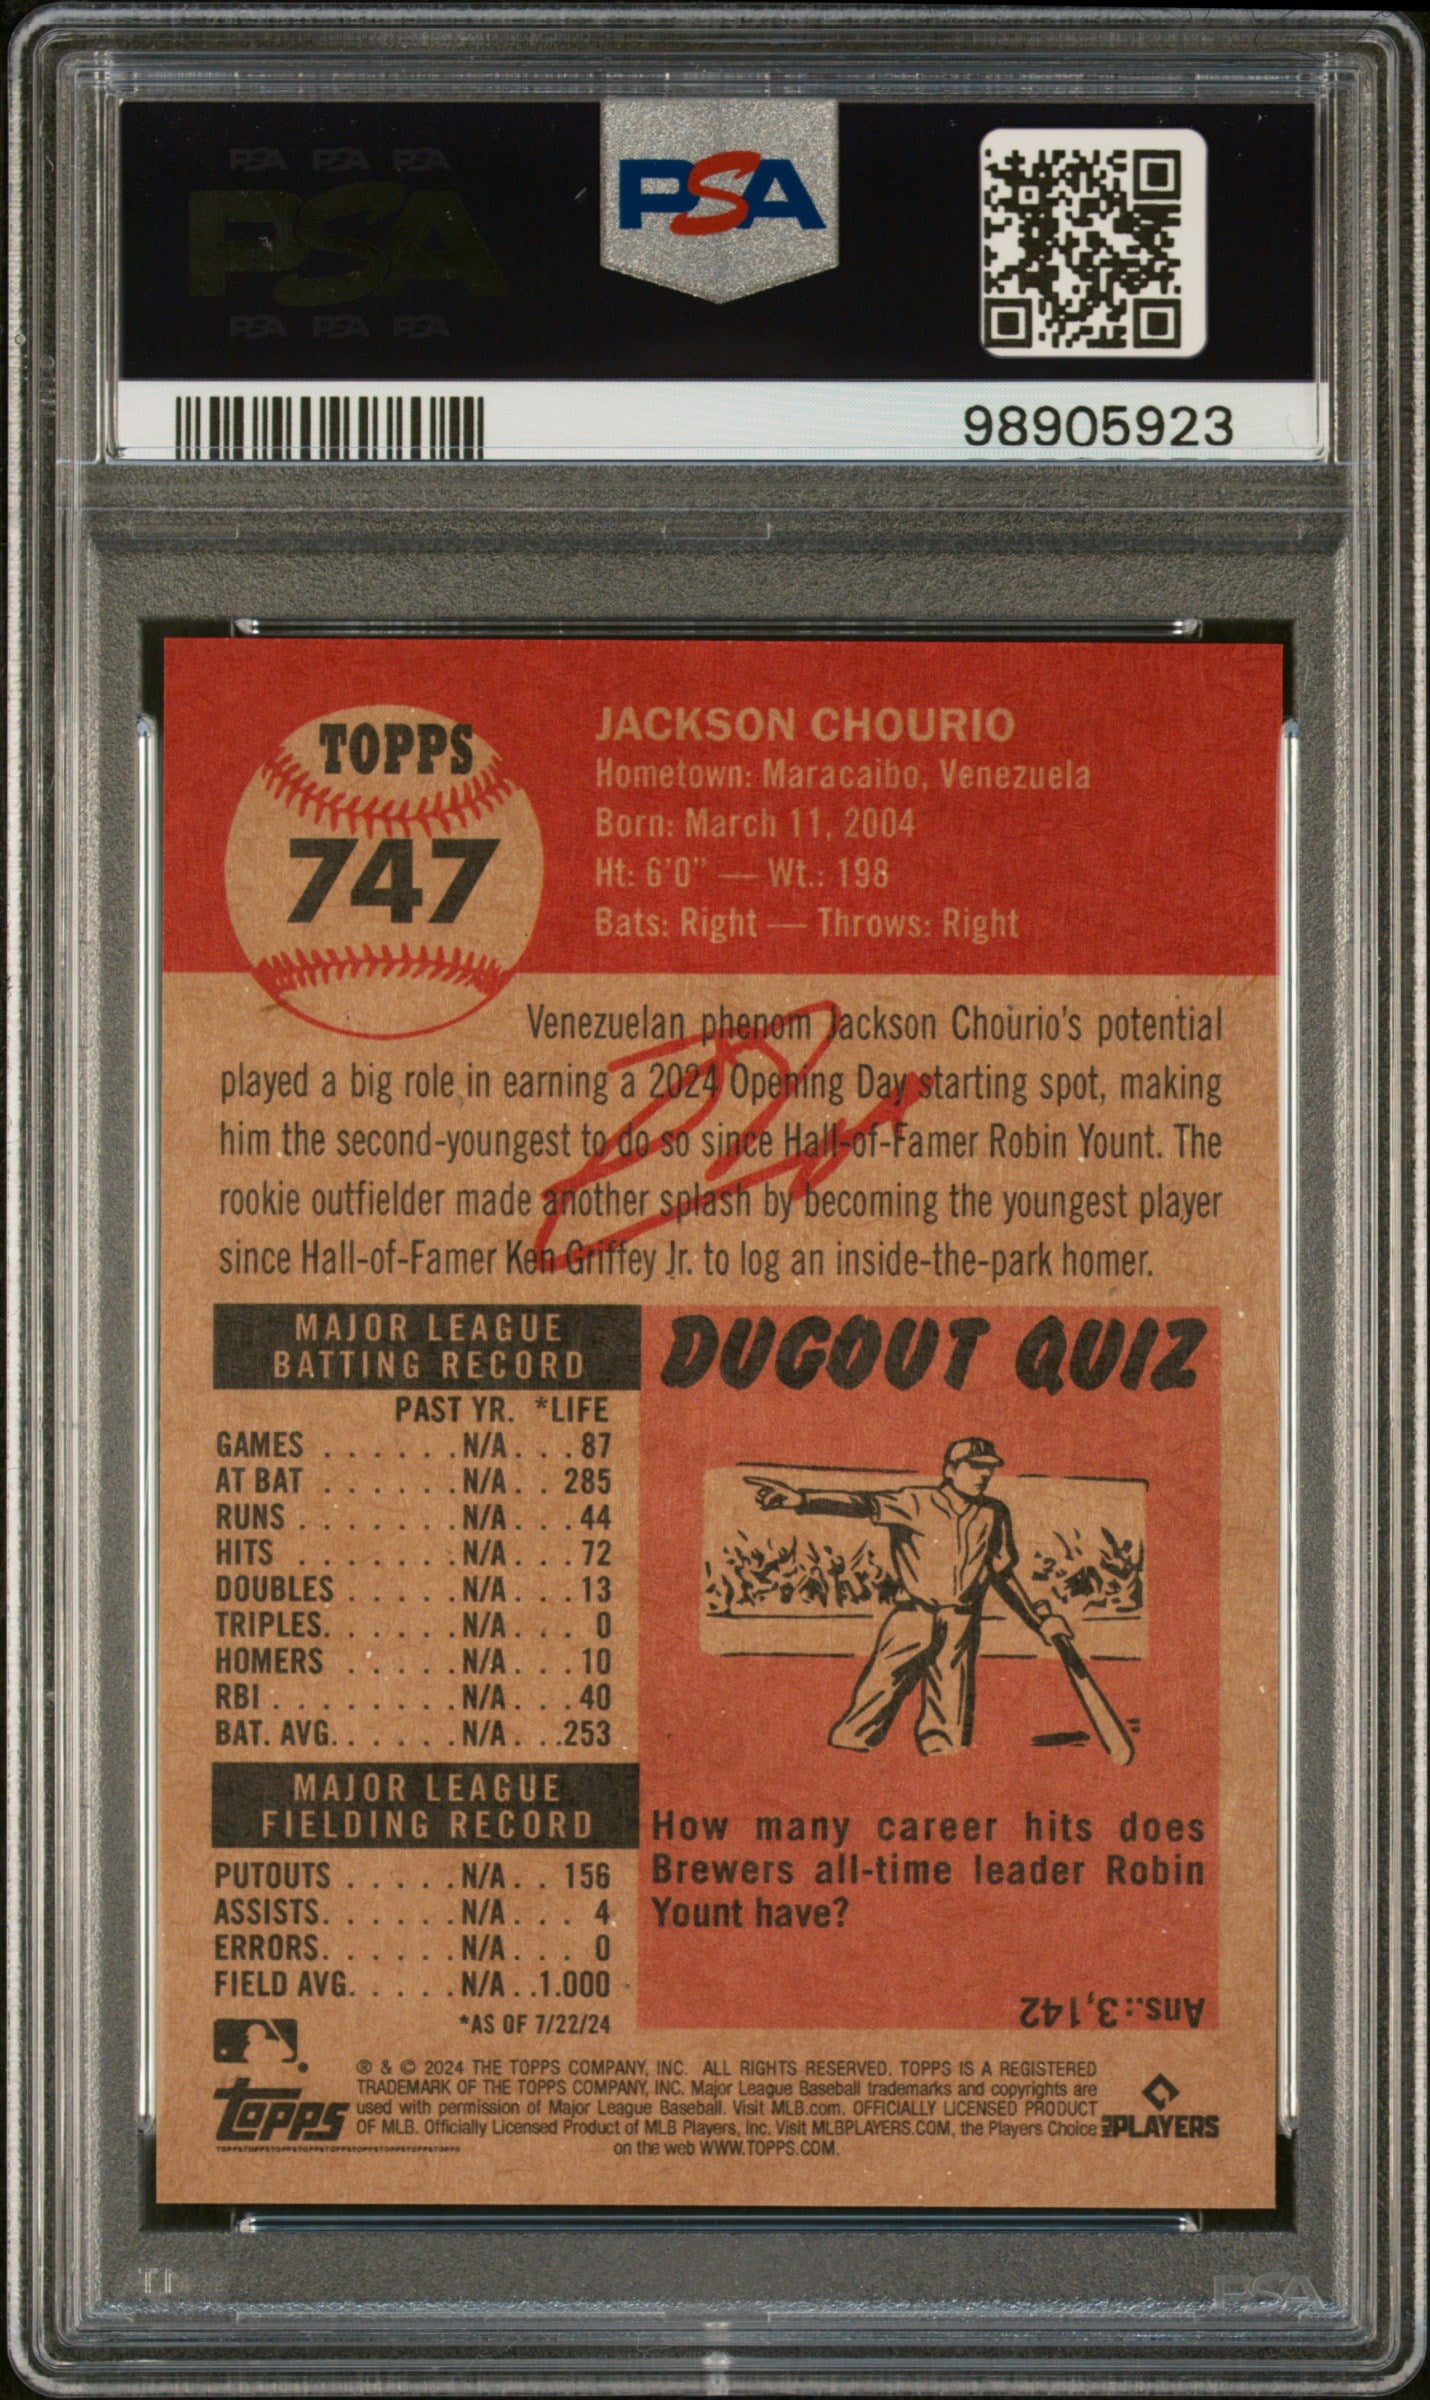 PSA PSA PSA
PSA
PSA PSA PSA
PSA
98905923
TOPPS
747
JACKSON CHOURIO
Hometown: Maracaibo, Venezuela
Born: March 11, 2004
Ht: 6'0" — Wt.: 198
Bats: Right — Throws: Right
Venezuelan phenom Jackson Chourio's potential
played a big role in earning a 2024 Opening Day starting spot, making
him the second-youngest to do so since Hall-of-Famer Robin Yount. The
rookie outfielder made another splash by becoming the youngest player
since Hall-of-Famer Ken Griffey Jr. to log an inside-the-park homer.
MAJOR LEAGUE
BATTING RECORD
PAST YR. *LIFE
GAMES . . . . . . N/A . . . 87
AT BAT . . . . . . N/A . . 285
RUNS . . . . . . . N/A . . . 44
HITS . . . . . . . N/A . . . 72
DOUBLES . . . . . N/A . . . 13
TRIPLES. . . . . . N/A . . . 0
HOMERS . . . . . N/A . . . 10
RBI . . . . . . . . N/A . . . 40
BAT. AVG. . . . . . N/A . . .253
MAJOR LEAGUE
FIELDING RECORD
PUTOUTS . . . . . N/A . . 156
ASSISTS. . . . . . N/A . . . 4
ERRORS. . . . . . N/A . . . 0
FIELD AVG. . . . . N/A . .1.000
*AS OF 7/22/24
DUGOUT QUIZ
How many career hits does
Brewers all-time leader Robin
Yount have?
Ans.: 3,142
® & © 2024 THE TOPPS COMPANY, INC. ALL RIGHTS RESERVED. TOPPS IS A REGISTERED
TRADEMARK OF THE TOPPS COMPANY, INC. Major League Baseball trademarks and copyrights are
used with permission of Major League Baseball. Visit MLB.com. OFFICIALLY LICENSED PRODUCT
OF MLB. Officially Licensed Product of MLB Players, Inc. Visit MLBPLAYERS.COM, the Players Choice
on the web WWW.TOPPS.COM.
Topps
TOPPSTOPPSTOPPSTOPPSTOPPSTOPPSTOPPSTOPPSTOPPS
MLB PLAYERS
PSA